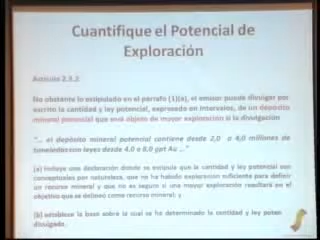 Cuantifique el Potencial de
Exploración
Artículo 2.3.2
No obstante lo estipulado en el párrafo (1)(a), el emisor puede divulgar por
escrito la cantidad y ley potencial, expresado en intervalos, de un depósito
mineral potencial que será objeto de mayor exploración si la divulgación
"... el depósito mineral potencial contiene desde 2,0 a 4,0 millones de
toneladas con leyes desde 4.0 a 8,0 gpt Au ..."
(a) incluye una declaración donde se estipule que la cantidad y ley potencial son
conceptuales por naturaleza, que no ha habido exploración suficiente para definir
un recurso mineral y que no es seguro si una mayor exploración resultará en el
objetivo que se delineó como recurso mineral; y
(b) establece la base sobre la cual se ha determinado la cantidad y ley poten
divulgado.